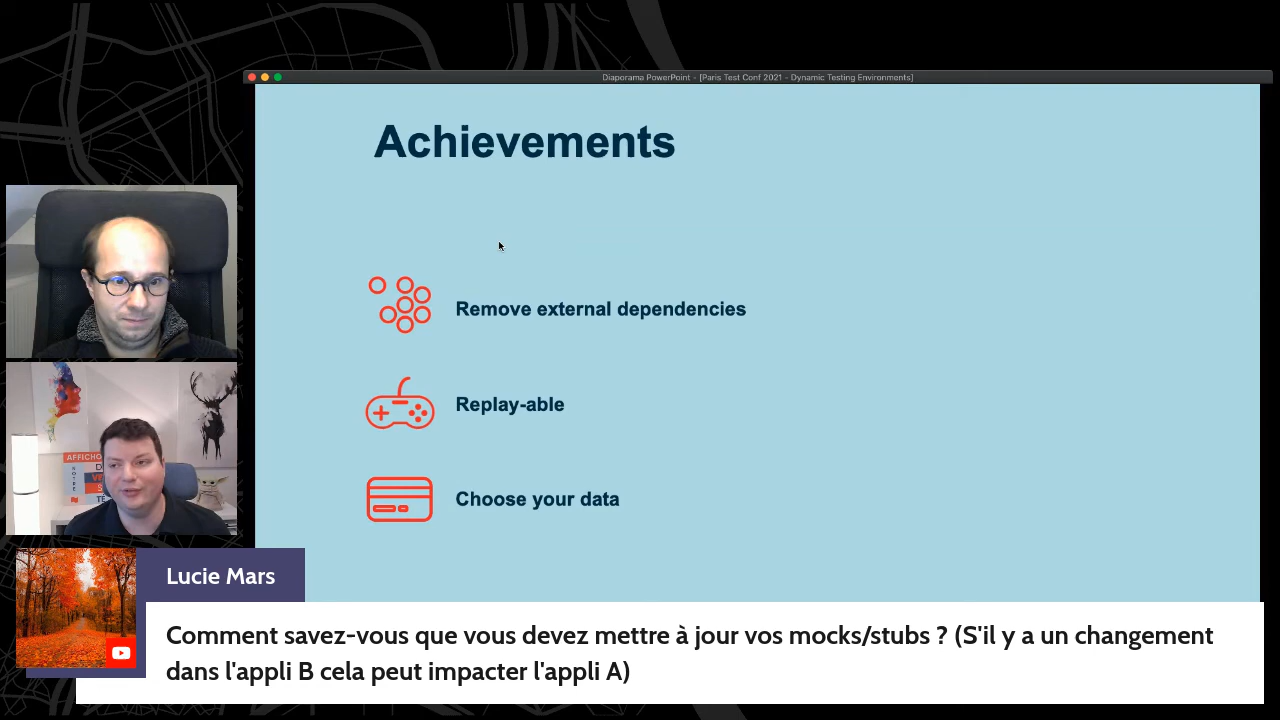 Diaporama PowerPoint - [Paris Test Conf 2021 - Dynamic Testing Environments]
Achievements
Remove external dependencies
Replay-able
Choose your data
AFFICHO
Lucie Mars
Comment savez-vous que vous devez mettre à jour vos mocks/stubs ? (S'il y a un changement
dans l'appli B cela peut impacter l'appli A)